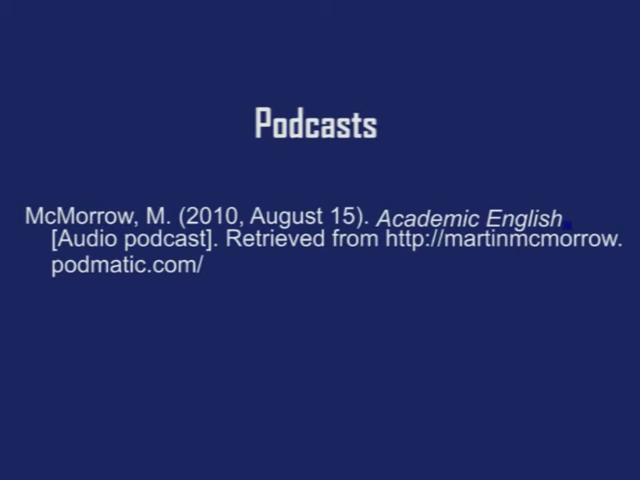 Podcasts
McMorrow, M. (2010, August 15). Academic English
[Audio podcast]. Retrieved from http://martinmcmorrow.
podmatic.com/